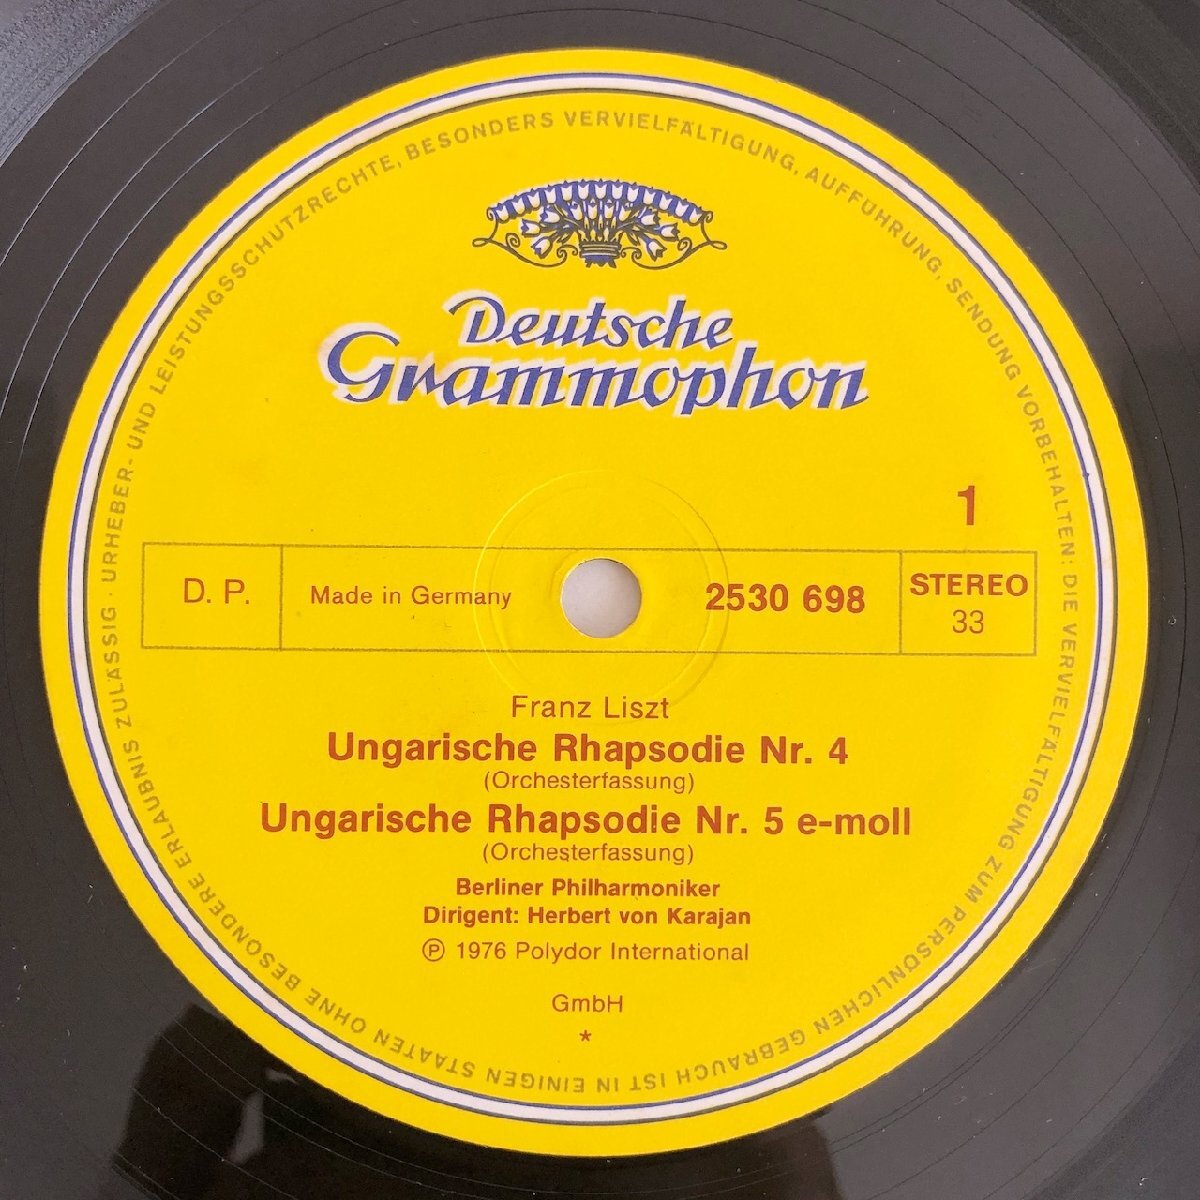 URHEBER- UND LEISTUNGSSCHUTZRECHTE, BESONDERS VERVIELFÄLTIGUNG, AUFFÜHRUNG, SENDUNG VORBEHALTEN: DIE VERVIELFÄLTIGUNG ZUM PERSÖNLICHEN GEBRAUCH IST IN EINIGEN STAATEN OHNE BESONDERE ERLAUBNIS ZULÄSSIG ·
Deutsche
Grammophon
1
D. P.
Made in Germany
2530 698
STEREO
33
Franz Liszt
Ungarische Rhapsodie Nr. 4
(Orchesterfassung)
Ungarische Rhapsodie Nr. 5 e-moll
(Orchesterfassung)
Berliner Philharmoniker
Dirigent: Herbert von Karajan
℗ 1976 Polydor International
GmbH
*